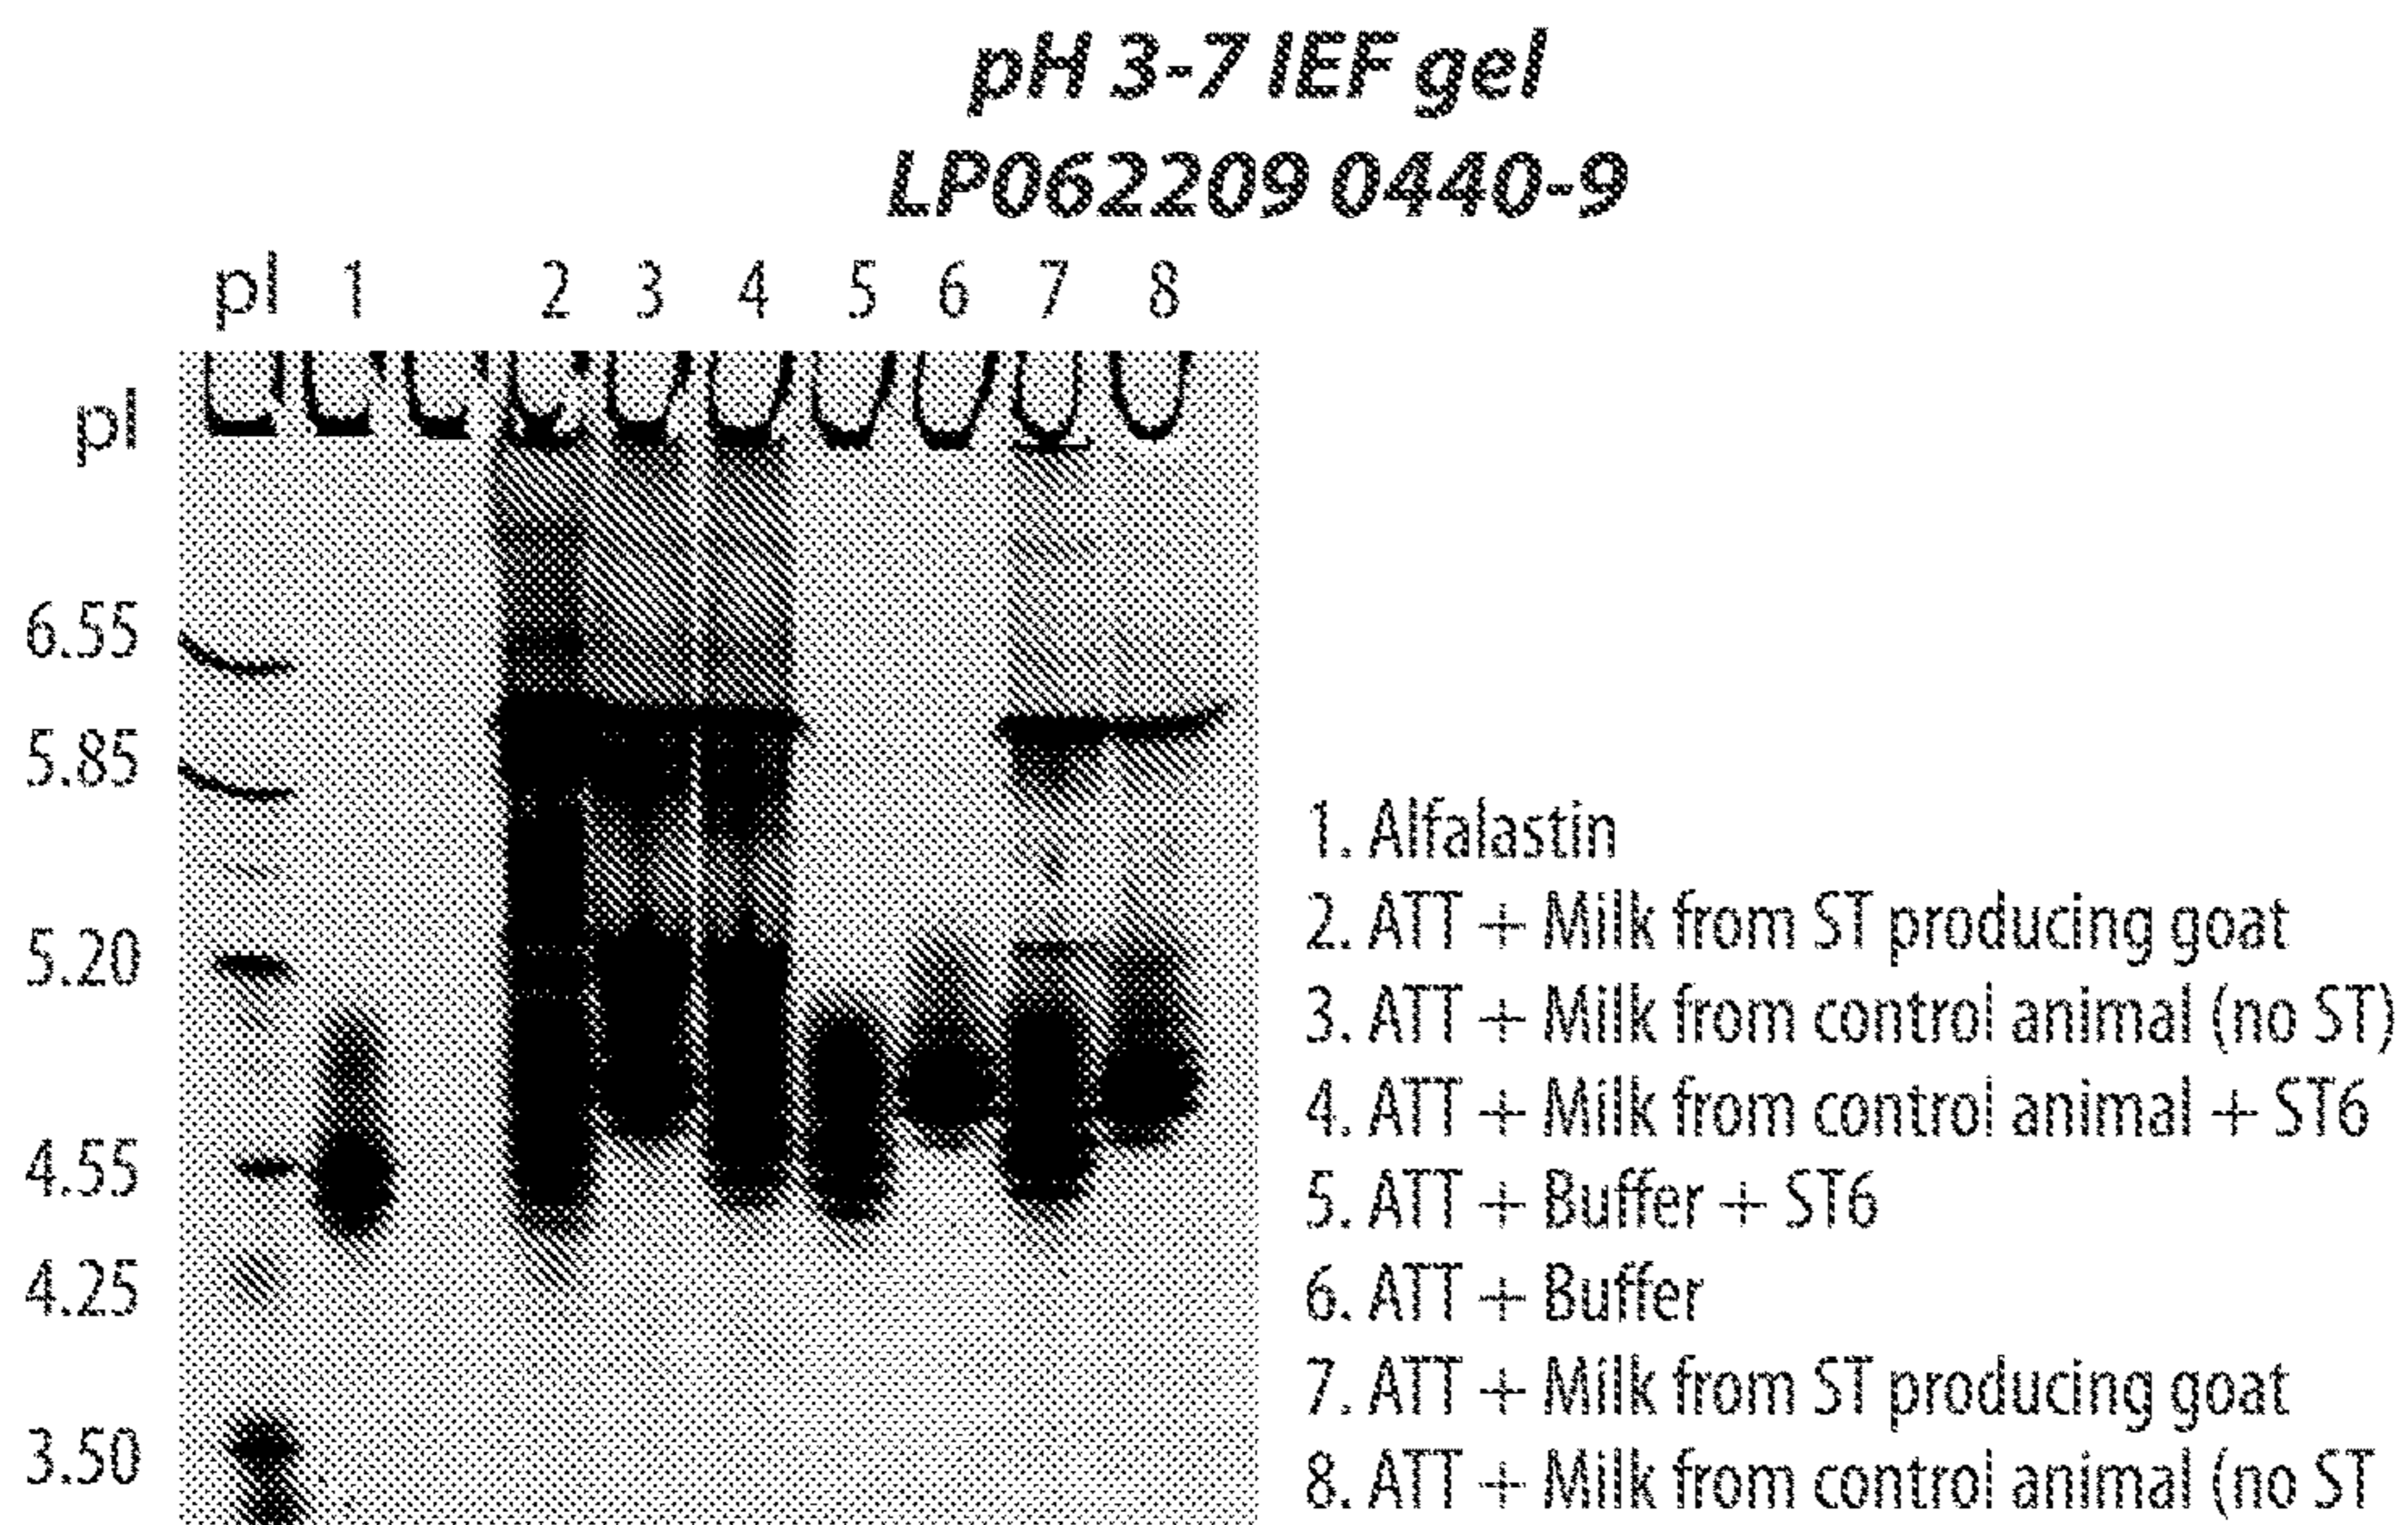 pH 3-7 IEF gel
LP062209 0440-9
pI 1 2 3 4 5 6 7 8
pI
6.55
5.85
5.20
4.55
4.25
3.50
1. Alfalastin
2. ATT + Milk from ST producing goat
3. ATT + Milk from control animal (no ST)
4. ATT + Milk from control animal + ST6
5. ATT + Buffer + ST6
6. ATT + Buffer
7. ATT + Milk from ST producing goat
8. ATT + Milk from control animal (no ST